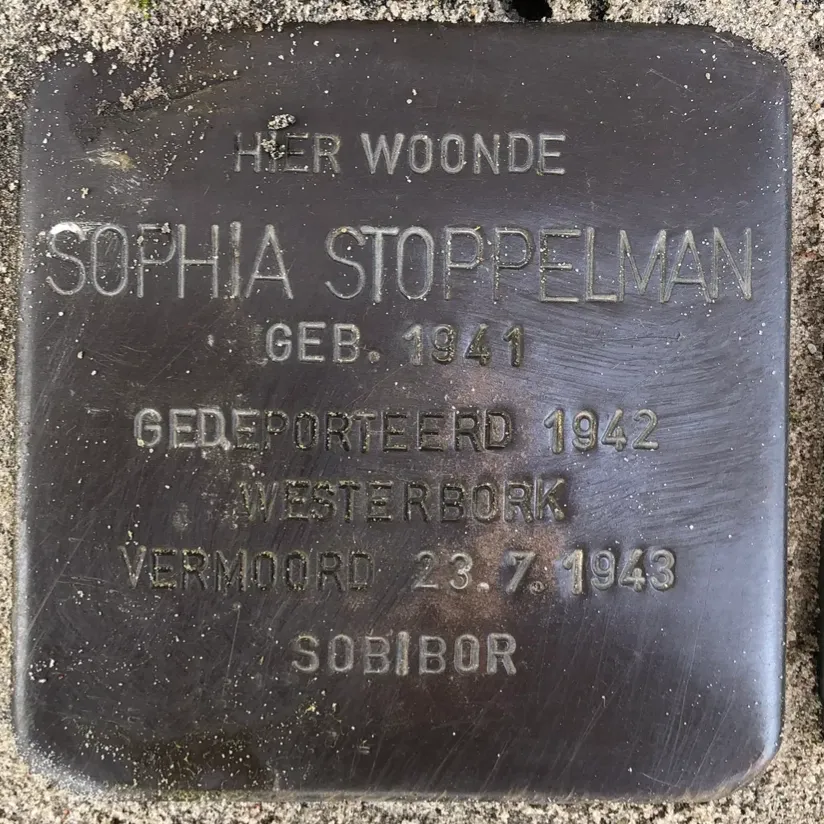 HIER WOONDE
SOPHIA STOPPELMAN
GEB. 1941
GEDEPORTEERD 1942
WESTERBORK
VERMOORD 23.7.1943
SOBIBOR